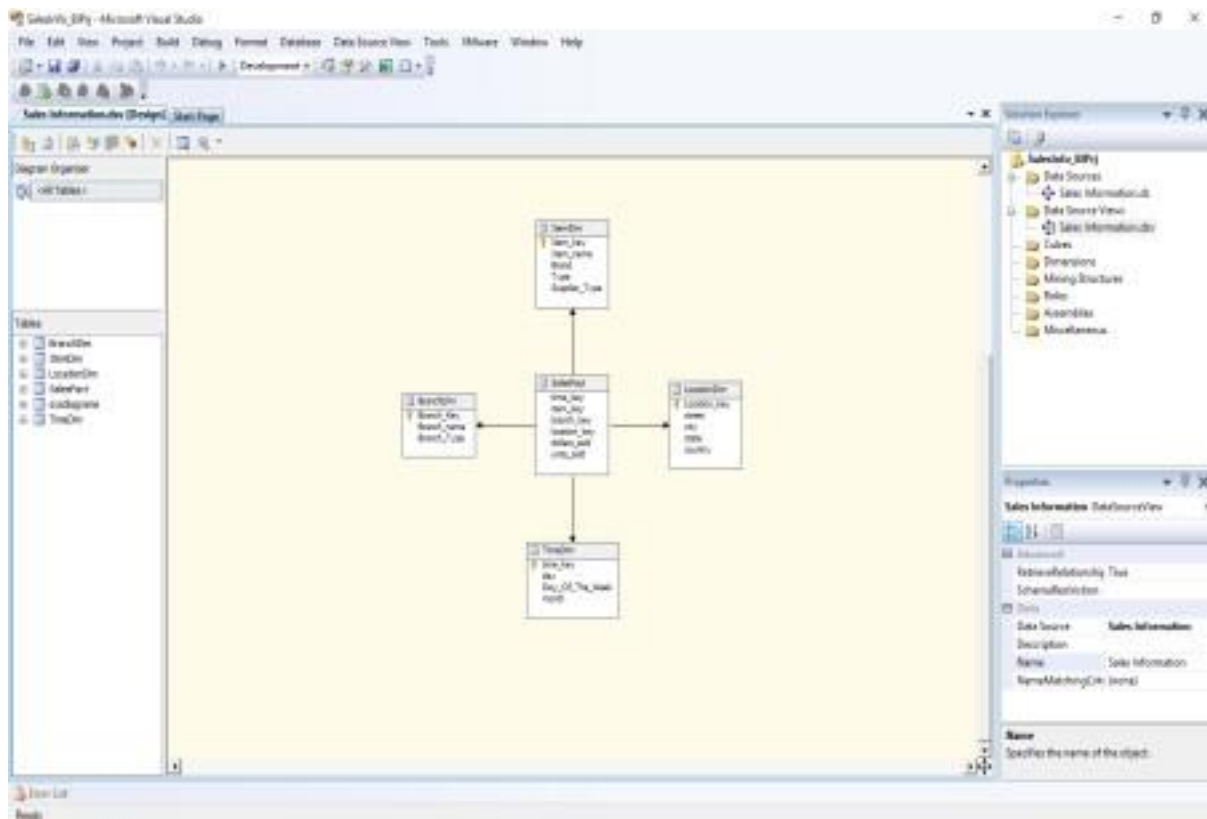 SalesInfo_BIPrj - Microsoft Visual Studio
File Edit View Project Build Debug Format Database Data Source View Tools VMware Window Help
Development
Sales Information.dsv [Design] Start Page
Diagram Organizer
<All Tables>
Tables
BranchDim
ItemDim
LocationDim
SalesFact
sysdiagrams
TimeDim
ItemDim
Item_key
Item_name
Brand
Type
Supplier_Type
SalesFact
time_key
item_key
branch_key
location_key
dollars_sold
units_sold
BranchDim
Branch_Key
Branch_name
Branch_Type
LocationDim
Location_key
street
city
state
country
TimeDim
time_key
day
Day_Of_The_Week
month
Solution Explorer
SalesInfo_BIPrj
Data Sources
Sales Information.ds
Data Source Views
Sales Information.dsv
Cubes
Dimensions
Mining Structures
Roles
Assemblies
Miscellaneous
Properties
Sales Information DataSourceView
Advanced
RetrieveRelationship True
SchemaRestriction
Data
Data Source Sales Information
Description
Name Sales Information
NameMatchingCrit (none)
Name
Specifies the name of the object.
Error List
Ready